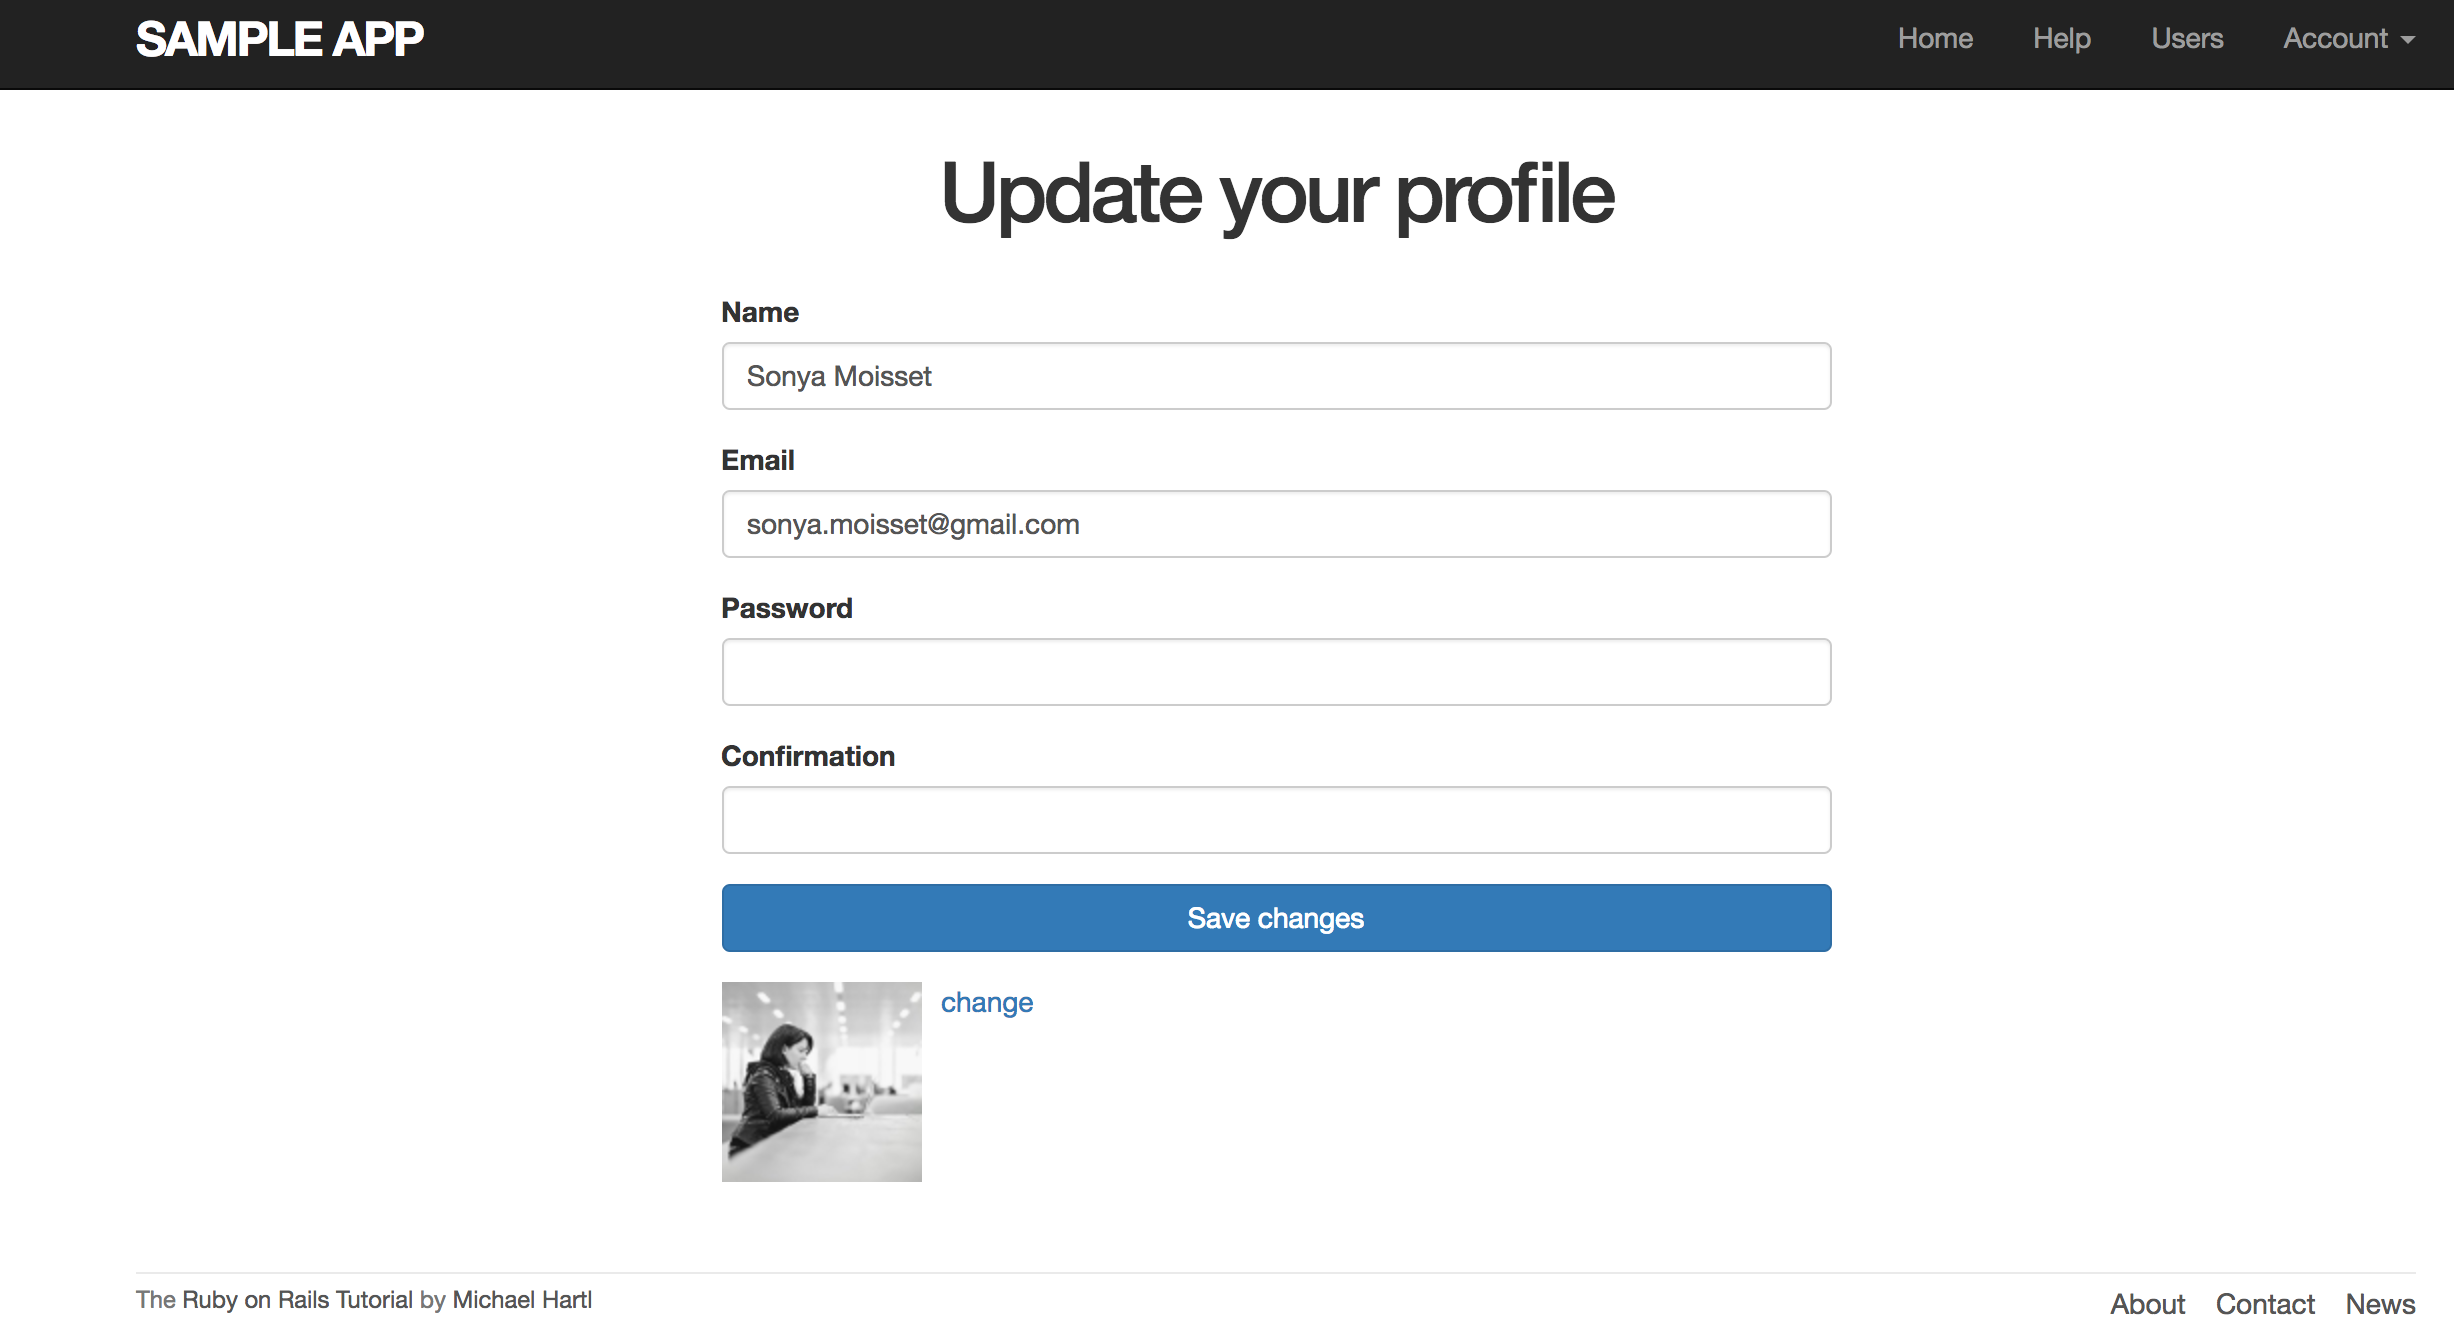 SAMPLE APP
Home Help Users Account
Update your profile
Name
Sonya Moisset
Email
sonya.moisset@gmail.com
Password
Confirmation
Save changes
change
The Ruby on Rails Tutorial by Michael Hartl
About Contact News